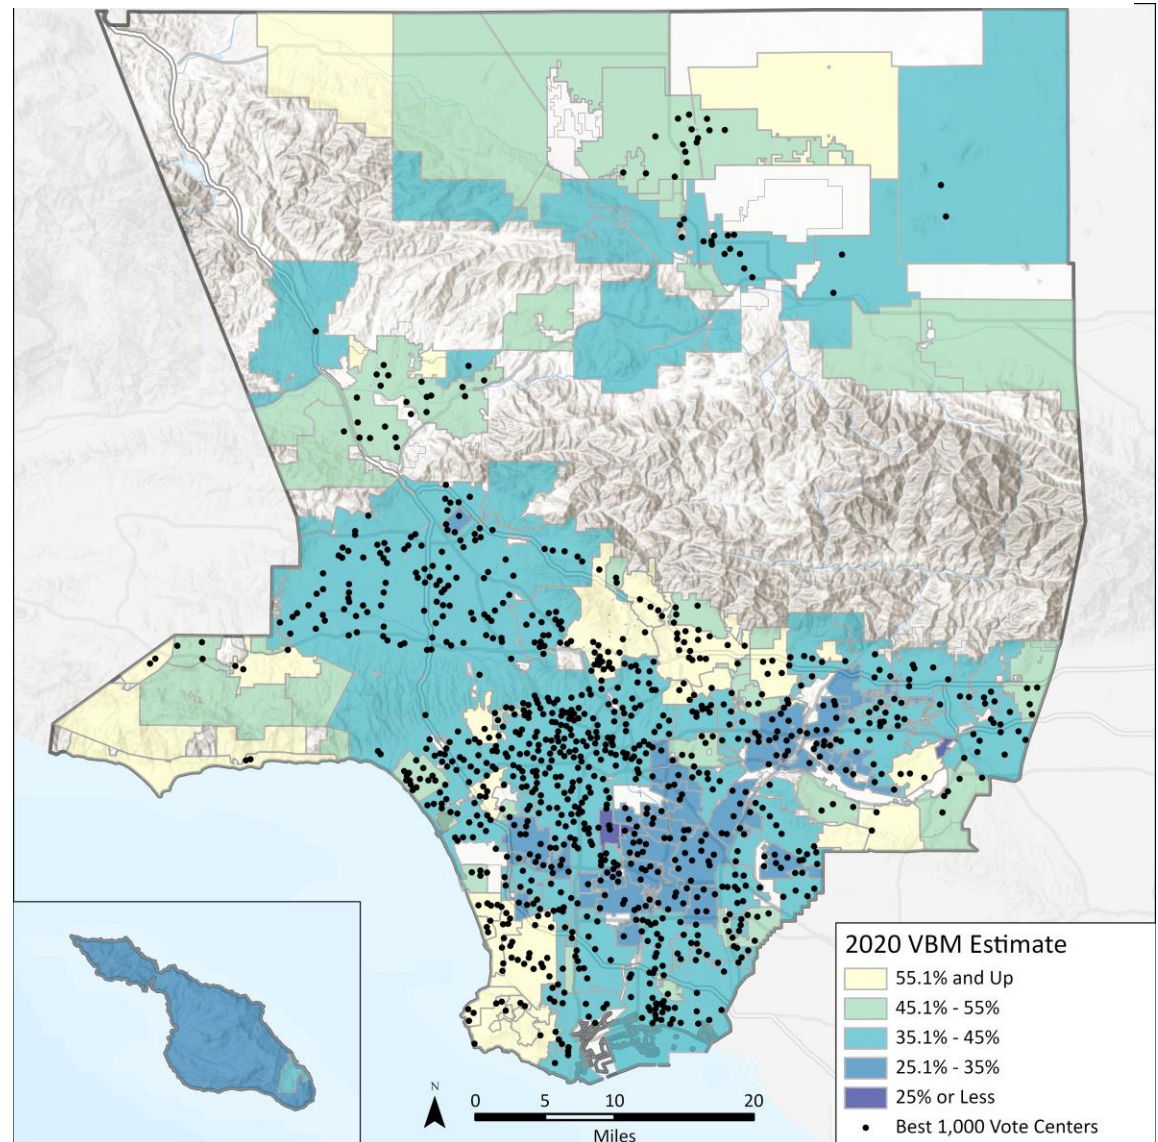 2020 VBM Estimate
55.1% and Up
45.1% - 55%
35.1% - 45%
25.1% - 35%
25% or Less
Best 1,000 Vote Centers
N
0 5 10 20
Miles